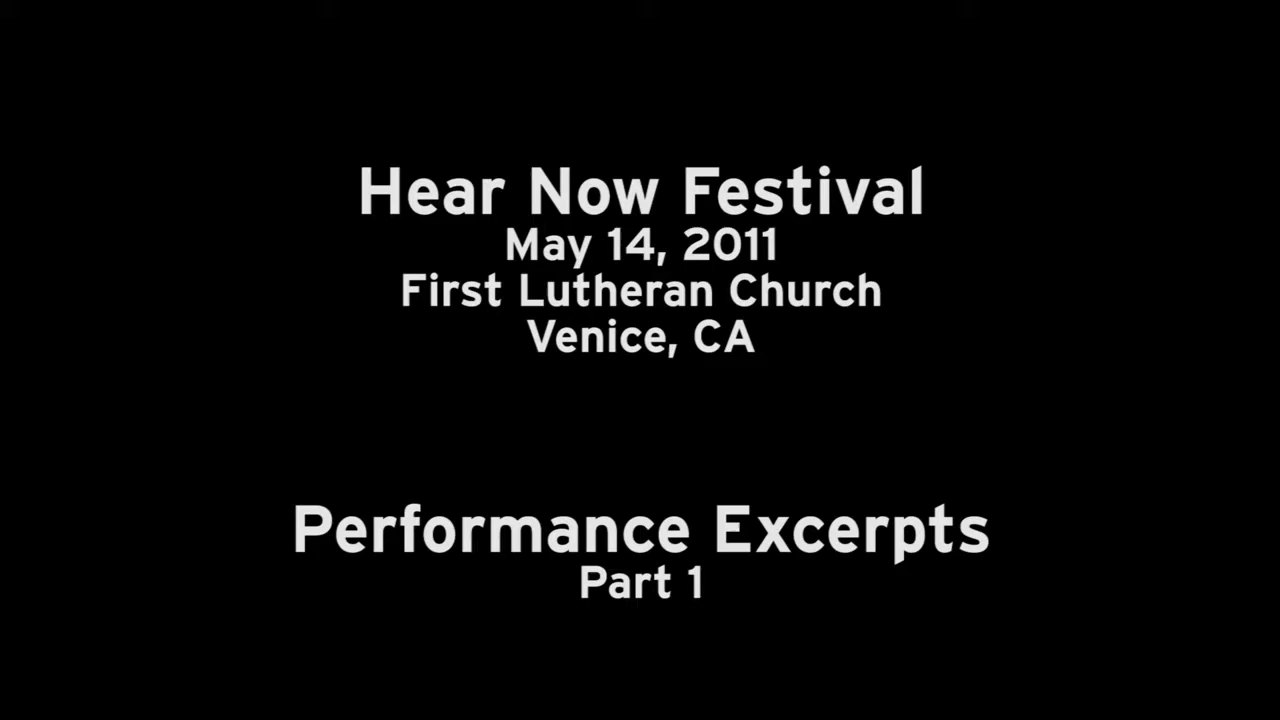 Hear Now Festival
May 14, 2011
First Lutheran Church
Venice, CA
Performance Excerpts
Part 1